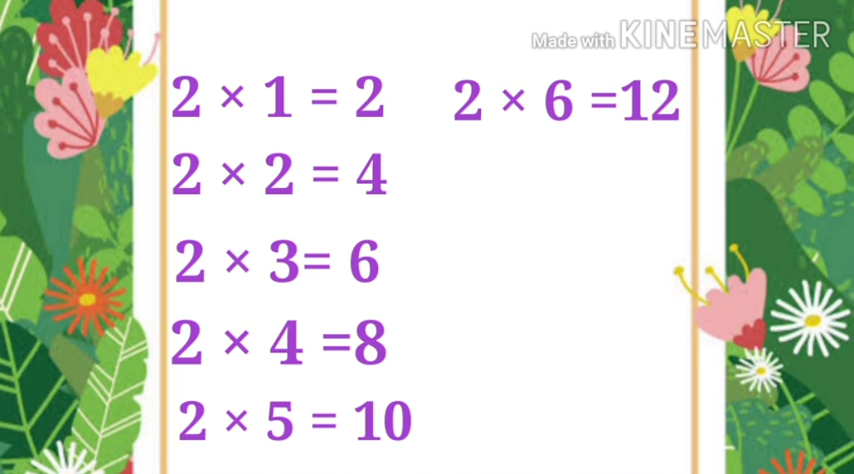 Made with KINEMASTER
2 × 1 = 2
2 × 2 = 4
2 × 3= 6
2 × 4 =8
2 × 5 = 10
2 × 6 =12